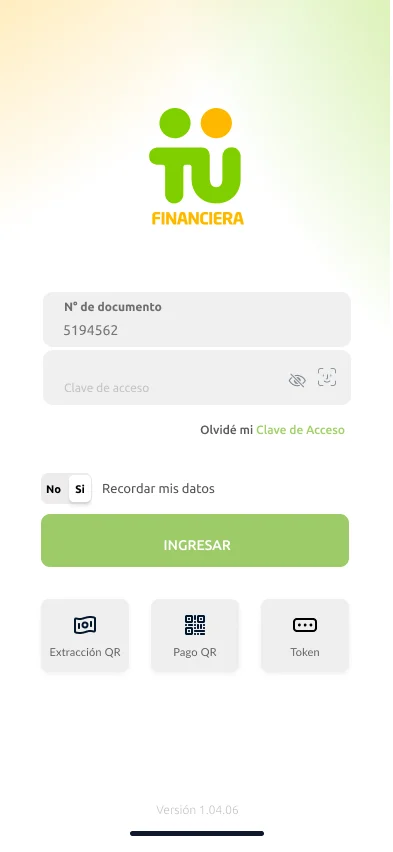 TU
FINANCIERA
N° de documento
5194562
Clave de acceso
Olvidé mi Clave de Acceso
No Si Recordar mis datos
INGRESAR
Extracción QR Pago QR Token
Versión 1.04.06